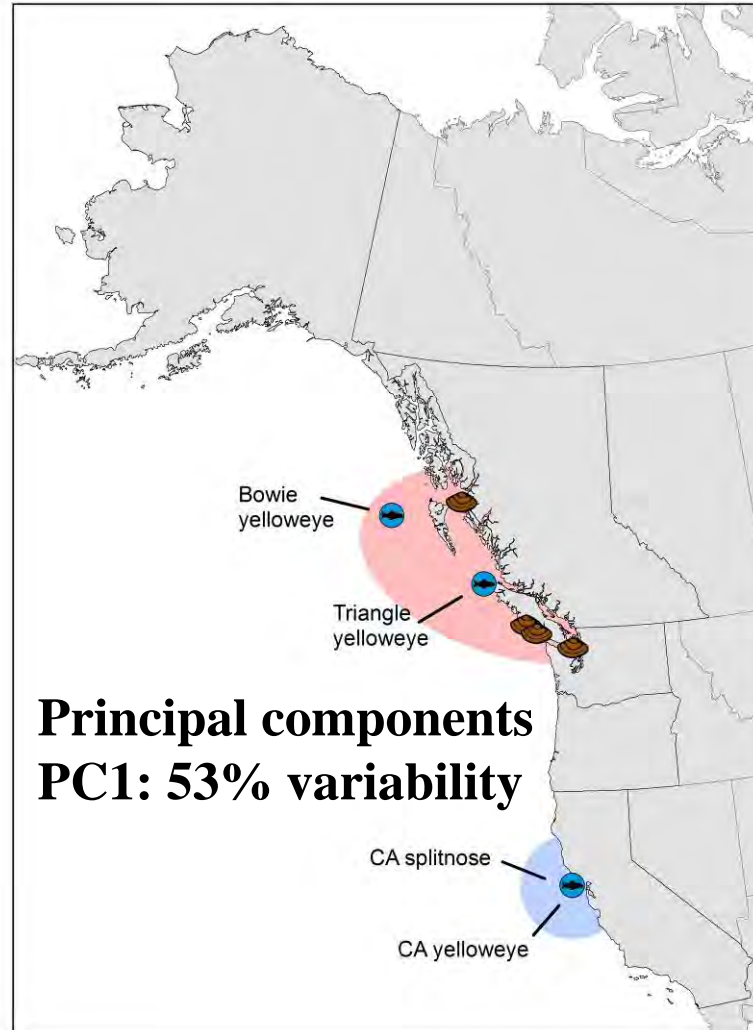 Bowie
yelloweye
Triangle
yelloweye
Principal components
PC1: 53% variability
CA splitnose
CA yelloweye